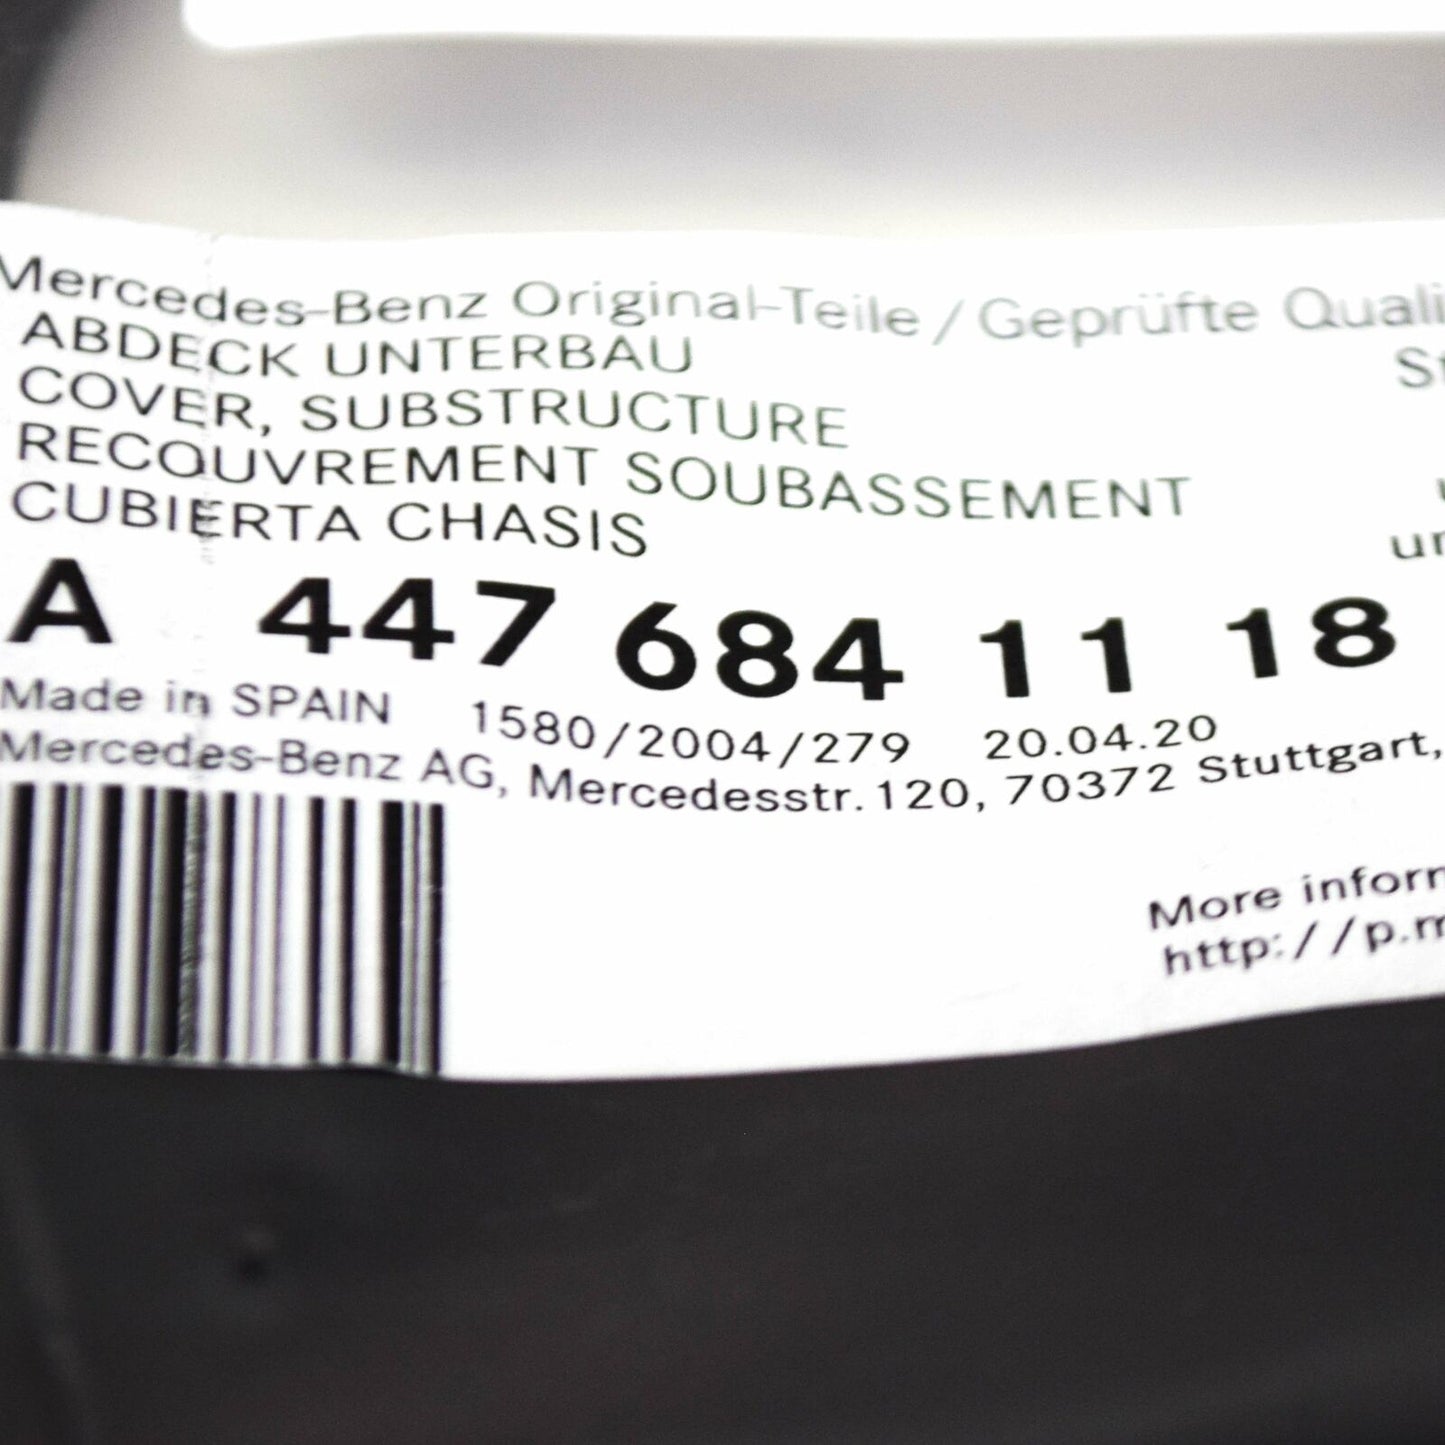 Mercedes-Benz Original-Teile / Geprüfte Quali
ABDECK UNTERBAU
COVER, SUBSTRUCTURE
RECOUVREMENT SOUBASSEMENT
CUBIERTA CHASIS
A 447 684 11 18
Made in SPAIN 1580/2004/279 20.04.20
Mercedes-Benz AG, Mercedesstr. 120, 70372 Stuttgart,
More inform
http://p.m